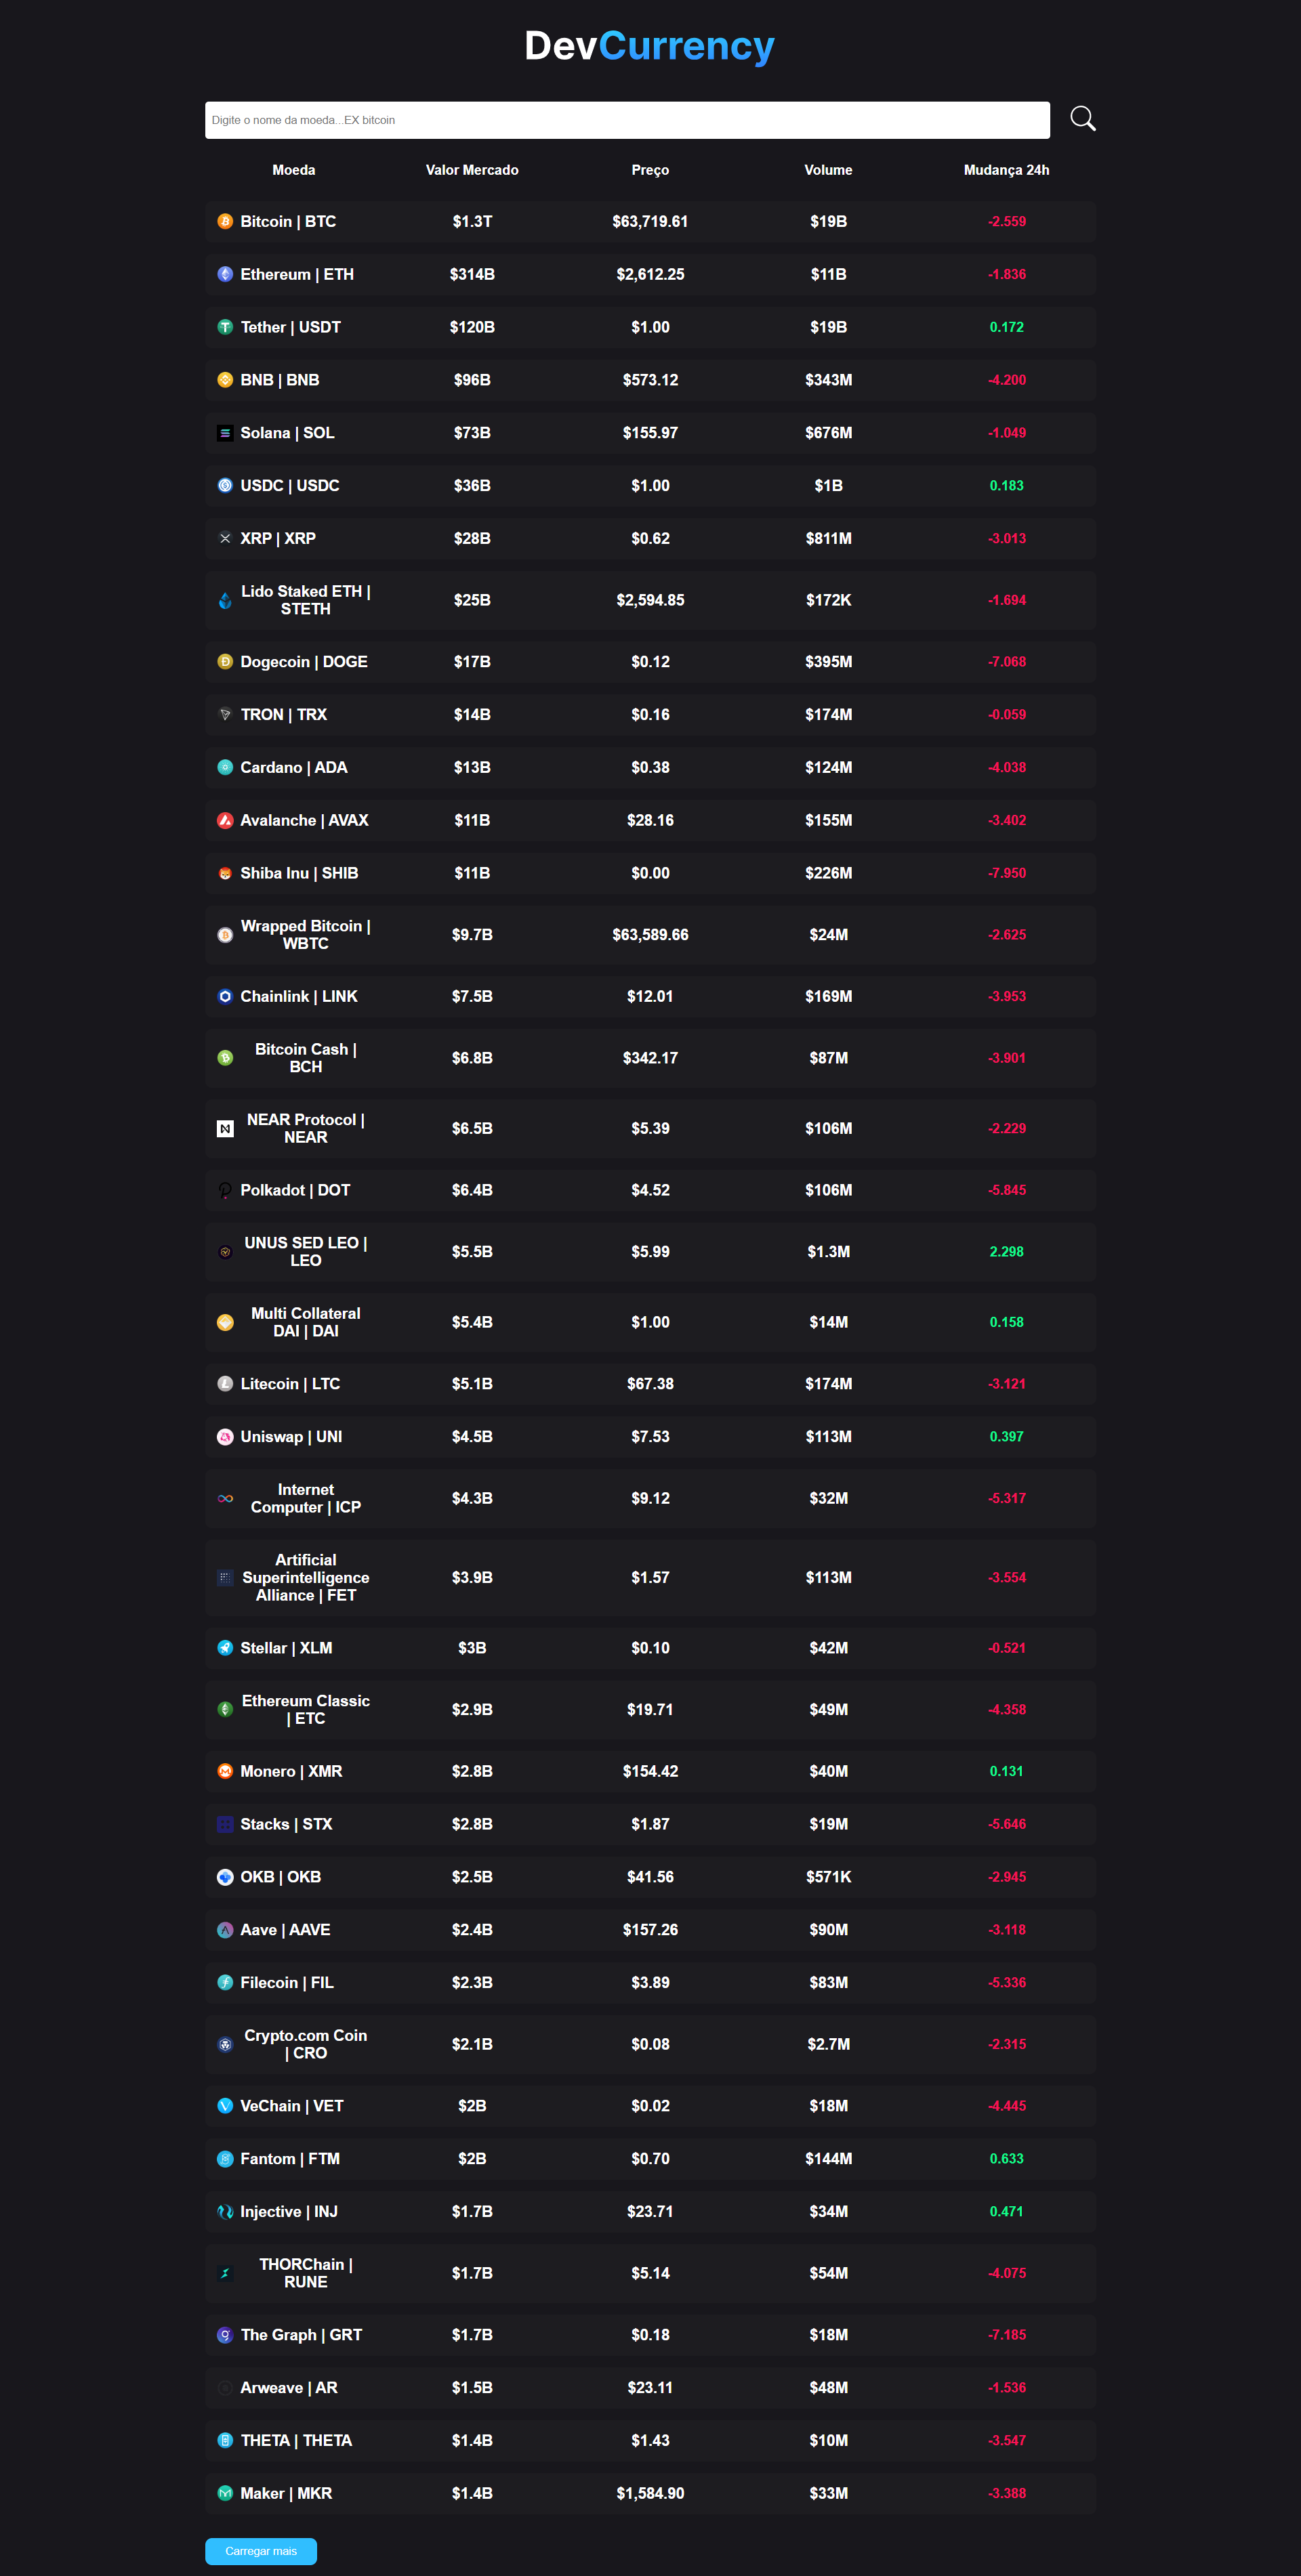 DevCurrency
Digite o nome da moeda...EX bitcoin
Moeda Valor Mercado Preço Volume Mudança 24h
Bitcoin | BTC $1.3T $63,719.61 $19B -2.559
Ethereum | ETH $314B $2,612.25 $11B -1.836
Tether | USDT $120B $1.00 $19B 0.172
BNB | BNB $96B $573.12 $343M -4.200
Solana | SOL $73B $155.97 $676M -1.049
USDC | USDC $36B $1.00 $1B 0.183
XRP | XRP $28B $0.62 $811M -3.013
Lido Staked ETH |
STETH $25B $2,594.85 $172K -1.694
Dogecoin | DOGE $17B $0.12 $395M -7.068
TRON | TRX $14B $0.16 $174M -0.059
Cardano | ADA $13B $0.38 $124M -4.038
Avalanche | AVAX $11B $28.16 $155M -3.402
Shiba Inu | SHIB $11B $0.00 $226M -7.950
Wrapped Bitcoin |
WBTC $9.7B $63,589.66 $24M -2.625
Chainlink | LINK $7.5B $12.01 $169M -3.953
Bitcoin Cash |
BCH $6.8B $342.17 $87M -3.901
NEAR Protocol |
NEAR $6.5B $5.39 $106M -2.229
Polkadot | DOT $6.4B $4.52 $106M -5.845
UNUS SED LEO |
LEO $5.5B $5.99 $1.3M 2.298
Multi Collateral
DAI | DAI $5.4B $1.00 $14M 0.158
Litecoin | LTC $5.1B $67.38 $174M -3.121
Uniswap | UNI $4.5B $7.53 $113M 0.397
Internet
Computer | ICP $4.3B $9.12 $32M -5.317
Artificial
Superintelligence
Alliance | FET $3.9B $1.57 $113M -3.554
Stellar | XLM $3B $0.10 $42M -0.521
Ethereum Classic
| ETC $2.9B $19.71 $49M -4.358
Monero | XMR $2.8B $154.42 $40M 0.131
Stacks | STX $2.8B $1.87 $19M -5.646
OKB | OKB $2.5B $41.56 $571K -2.945
Aave | AAVE $2.4B $157.26 $90M -3.118
Filecoin | FIL $2.3B $3.89 $83M -5.336
Crypto.com Coin
| CRO $2.1B $0.08 $2.7M -2.315
VeChain | VET $2B $0.02 $18M -4.445
Fantom | FTM $2B $0.70 $144M 0.633
Injective | INJ $1.7B $23.71 $34M 0.471
THORChain |
RUNE $1.7B $5.14 $54M -4.075
The Graph | GRT $1.7B $0.18 $18M -7.185
Arweave | AR $1.5B $23.11 $48M -1.536
THETA | THETA $1.4B $1.43 $10M -3.547
Maker | MKR $1.4B $1,584.90 $33M -3.388
Carregar mais